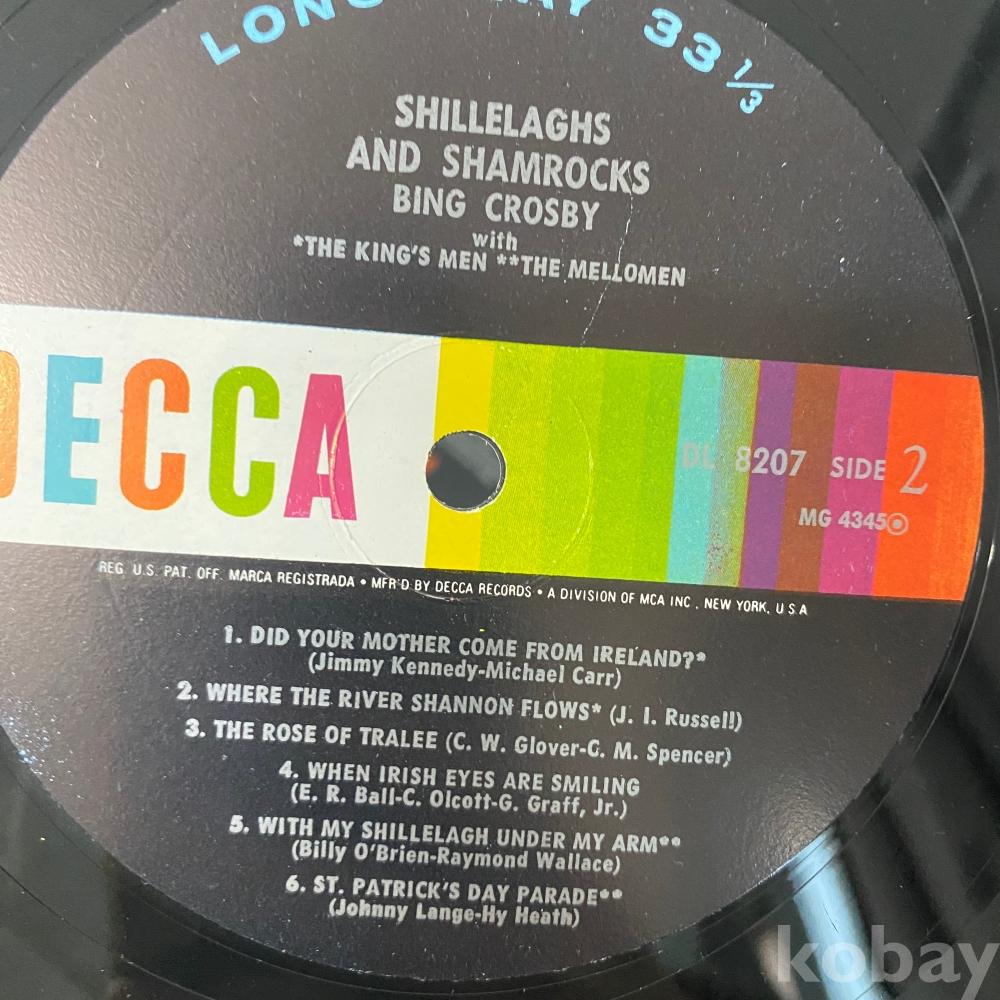 LONG PLAY 33 1/3
SHILLELAGHS
AND SHAMROCKS
BING CROSBY
with
*THE KING'S MEN **THE MELLOMEN
DECCA
DL 8207 SIDE 2
MG 4345
REG. U.S. PAT. OFF. MARCA REGISTRADA • MFR'D BY DECCA RECORDS • A DIVISION OF MCA INC., NEW YORK, U.S.A
1. DID YOUR MOTHER COME FROM IRELAND?*
(Jimmy Kennedy-Michael Carr)
2. WHERE THE RIVER SHANNON FLOWS* (J. I. Russell)
3. THE ROSE OF TRALEE (C. W. Glover-C. M. Spencer)
4. WHEN IRISH EYES ARE SMILING
(E. R. Ball-C. Olcott-G. Graff, Jr.)
5. WITH MY SHILLELAGH UNDER MY ARM**
(Billy O'Brien-Raymond Wallace)
6. ST. PATRICK'S DAY PARADE**
(Johnny Lange-Hy Heath)
kobay